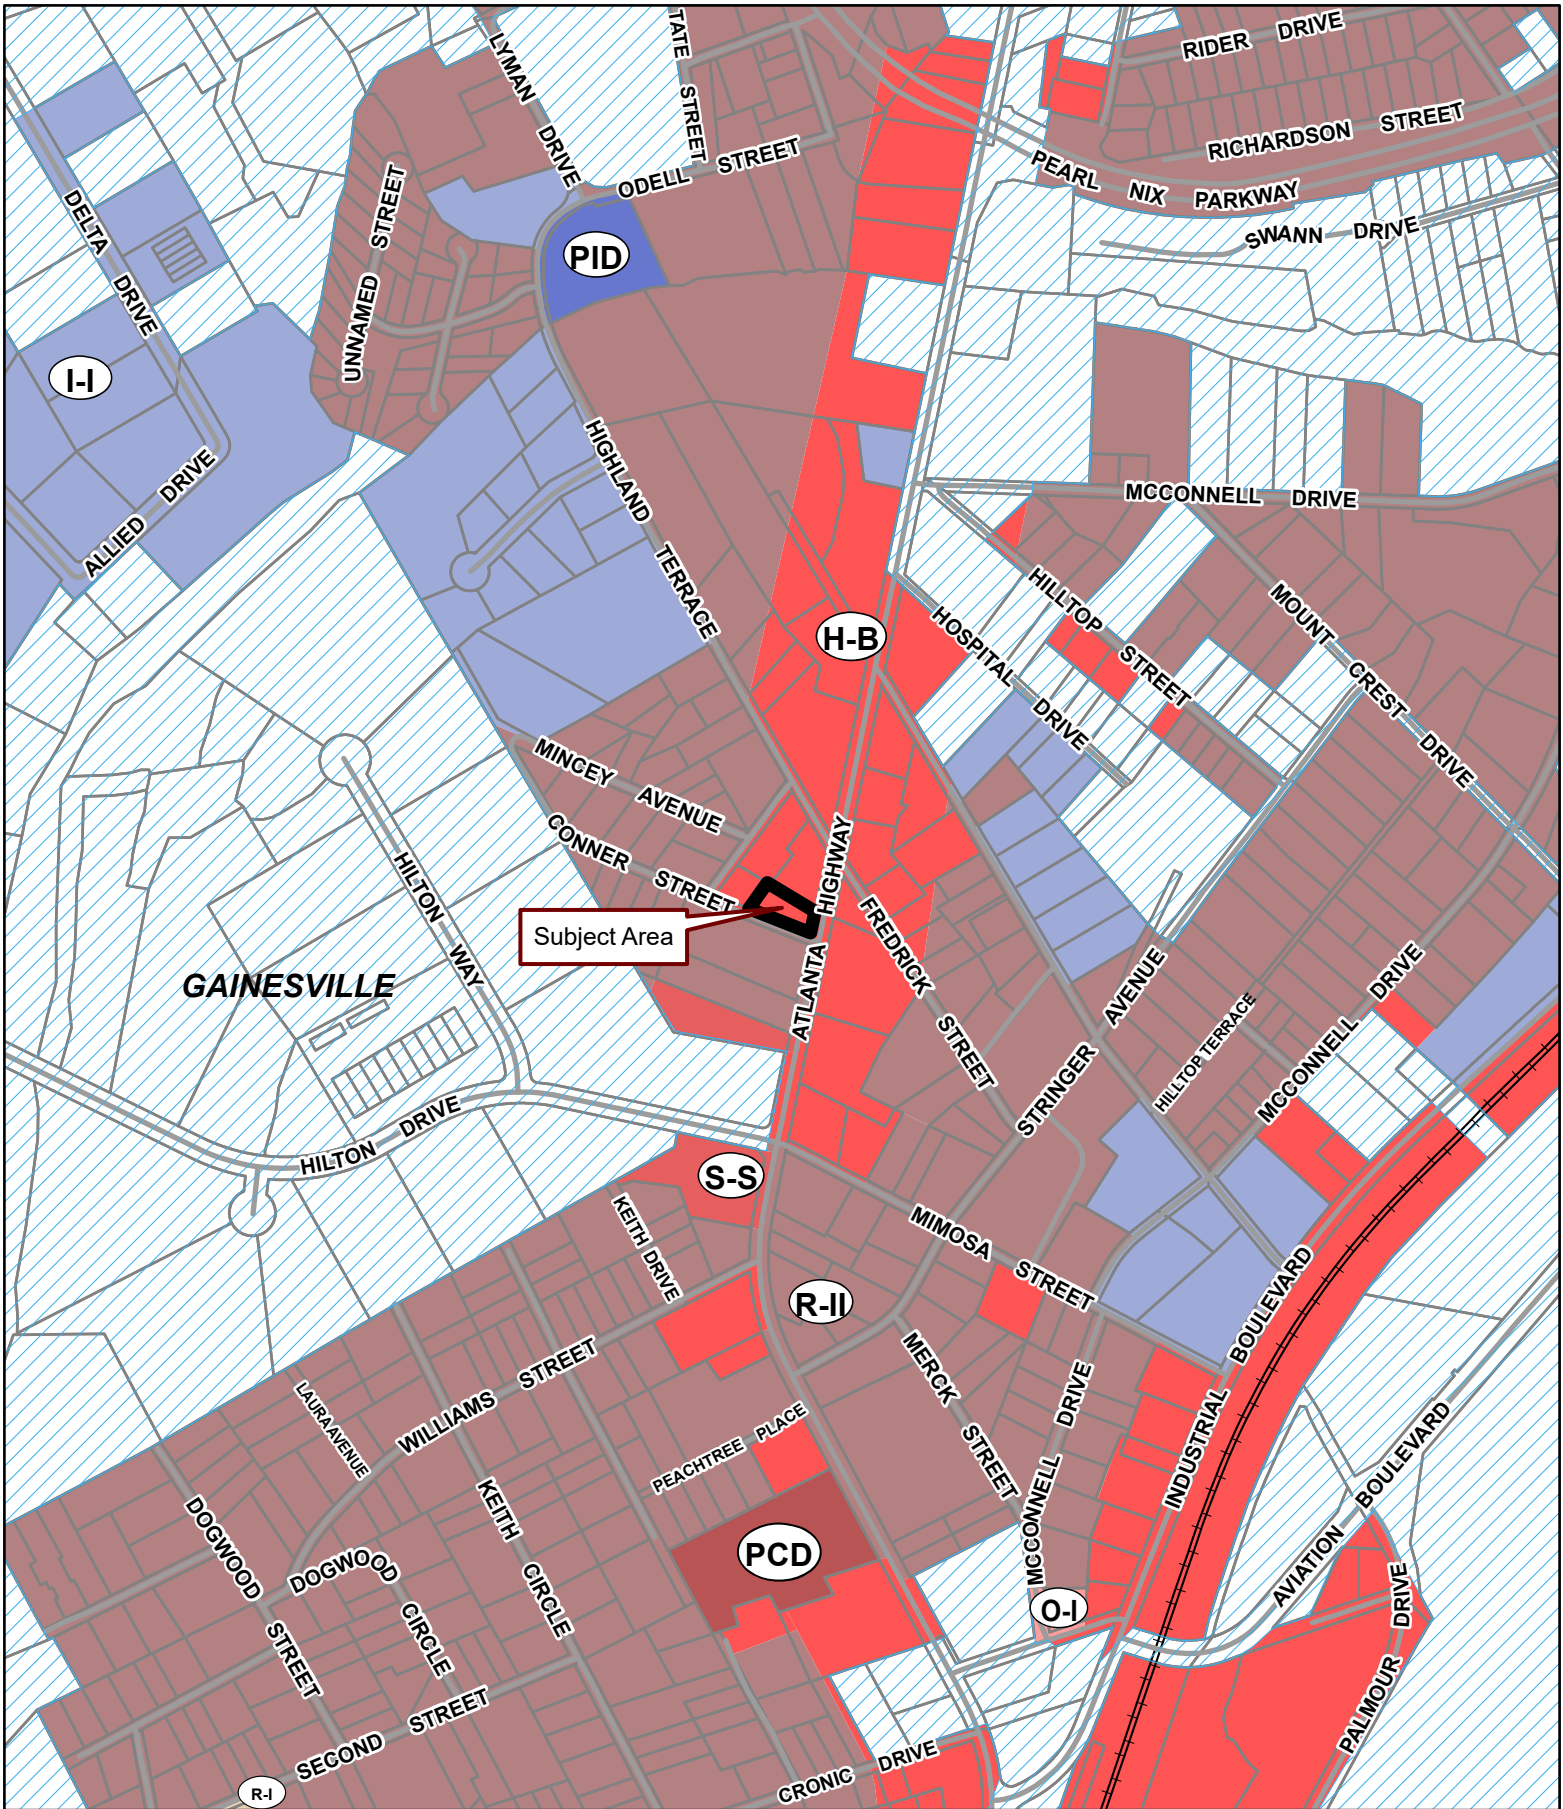 LYMAN DRIVE
TATE STREET
RIDER DRIVE
RICHARDSON STREET
ODELL STREET
PEARL NIX PARKWAY
SWANN DRIVE
DELTA DRIVE
UNNAMED STREET
PID
I-I
ALLIED DRIVE
HIGHLAND TERRACE
MCCONNELL DRIVE
HILLTOP STREET
MOUNT CREST DRIVE
HOSPITAL DRIVE
H-B
MINCEY AVENUE
CONNER STREET
HILTON WAY
ATLANTA HIGHWAY
Subject Area
FREDRICK STREET
GAINESVILLE
STRINGER AVENUE
HILLTOP TERRACE
MCCONNELL DRIVE
HILTON DRIVE
S-S
KEITH DRIVE
MIMOSA STREET
R-II
INDUSTRIAL BOULEVARD
WILLIAMS STREET
LAURA AVENUE
MERCK STREET
MCCONNELL DRIVE
PEACHTREE PLACE
AVIATION BOULEVARD
KEITH CIRCLE
DOGWOOD STREET
DOGWOOD CIRCLE
PCD
O-I
PALMOUR DRIVE
SECOND STREET
CRONIC DRIVE
R-I